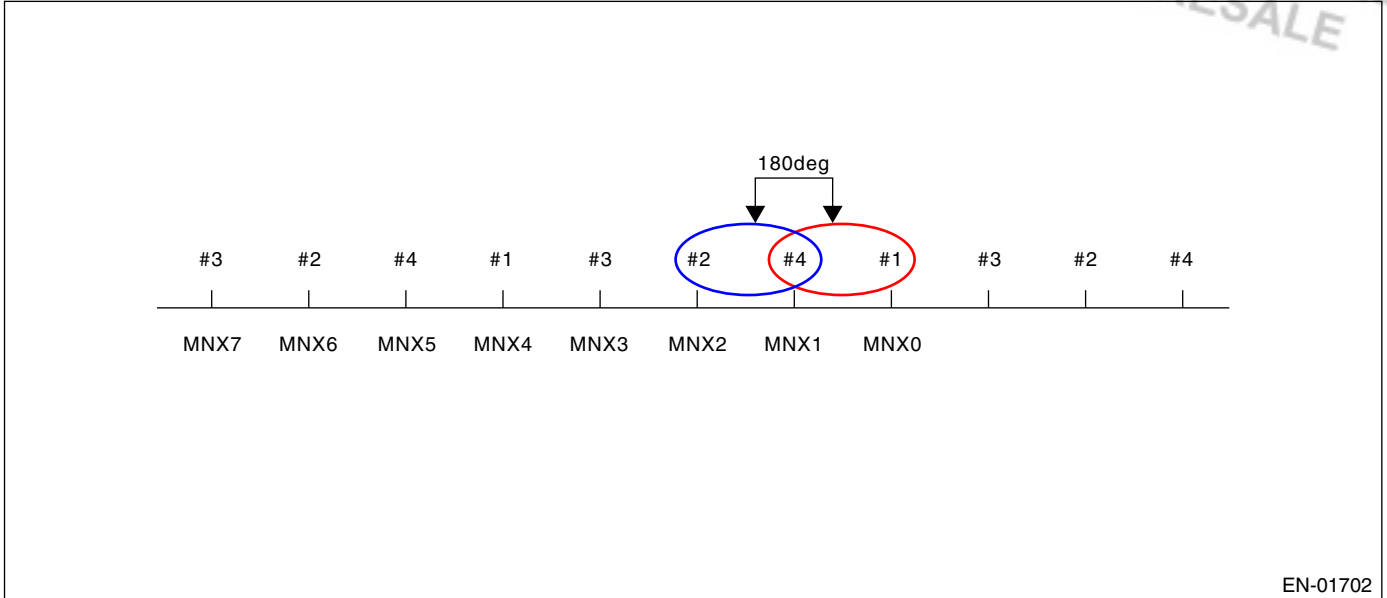 180deg
#3 #2 #4 #1 #3 #2 #4 #1 #3 #2 #4
MNX7 MNX6 MNX5 MNX4 MNX3 MNX2 MNX1 MNX0
EN-01702